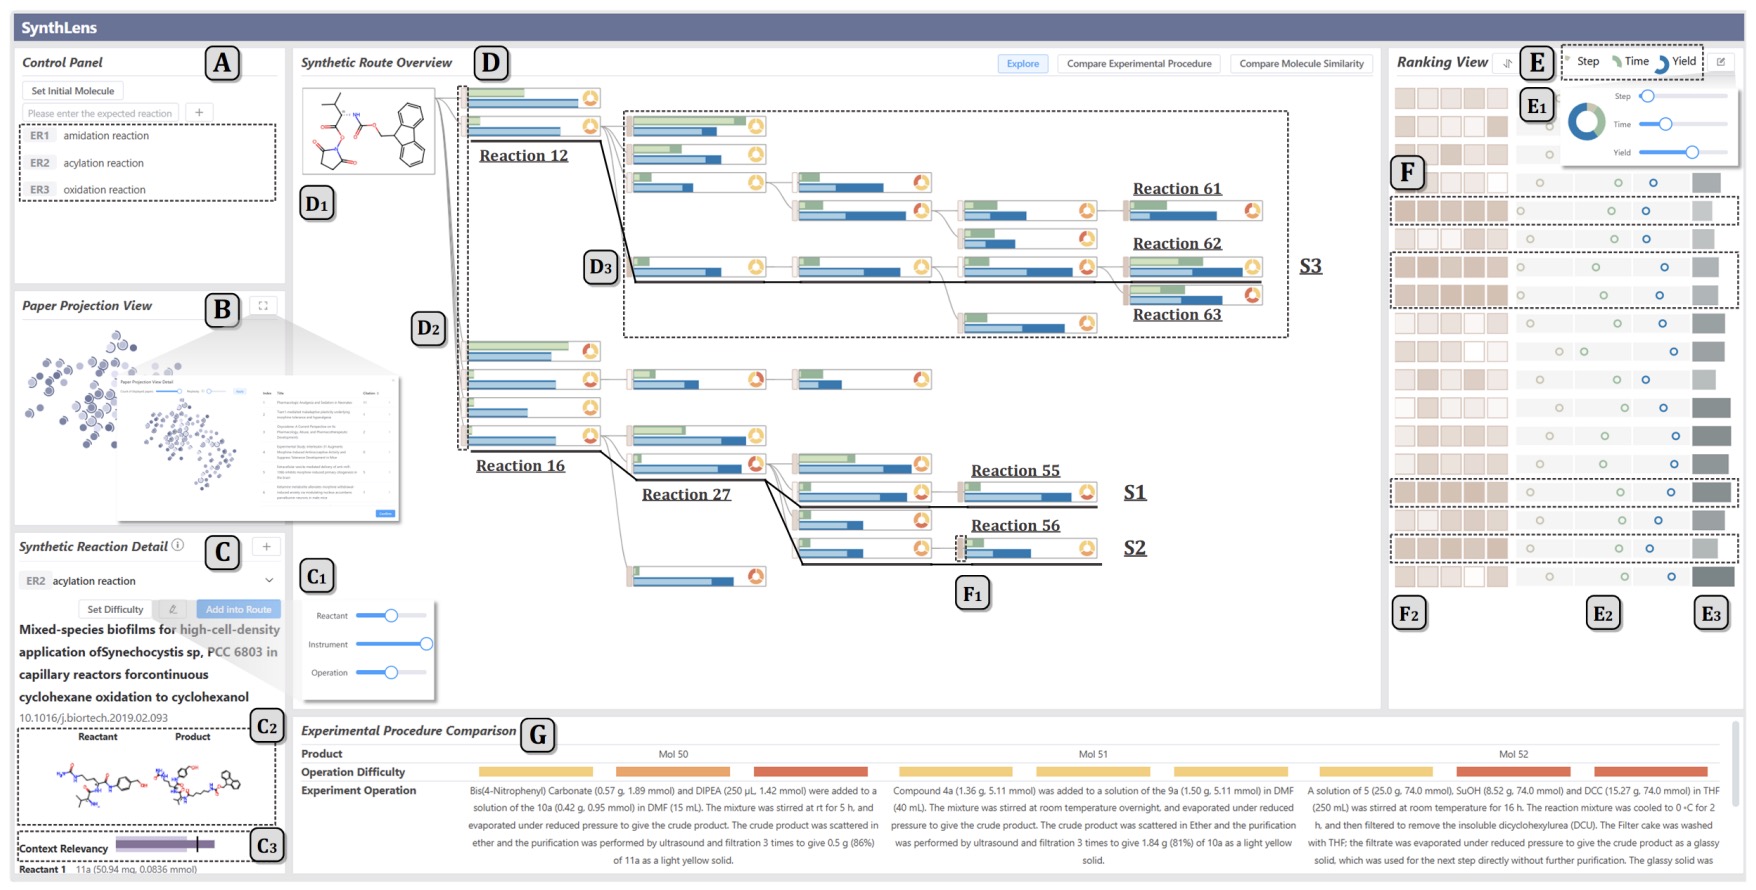 SynthLens
Control Panel
A
Set Initial Molecule
Please enter the expected reaction
+
ER1 amidation reaction
ER2 acylation reaction
ER3 oxidation reaction
Paper Projection View
B
Paper Projection View Detail
Synthetic Reaction Detail
C
+
ER2 acylation reaction
Set Difficulty
Add into Route
Mixed-species biofilms for high-cell-density
application ofSynechocystis sp, PCC 6803 in
capillary reactors forcontinuous
cyclohexane oxidation to cyclohexanol
10.1016/j.biortech.2019.02.093
C2
Reactant Product
C3
Context Relevancy
Reactant 1 11a (50.94 mg, 0.0836 mmol)
C1
Reactant
Instrument
Operation
Synthetic Route Overview
D
Explore
Compare Experimental Procedure
Compare Molecule Similarity
D1
D2
D3
Reaction 12
Reaction 61
Reaction 62
S3
Reaction 63
Reaction 16
Reaction 27
Reaction 55
S1
Reaction 56
S2
F1
Ranking View
E
Step Time Yield
E1
Step
Time
Yield
F
F2
E2
E3
Experimental Procedure Comparison
G
Product Mol 50 Mol 51 Mol 52
Operation Difficulty
Experiment Operation
Bis(4-Nitrophenyl) Carbonate (0.57 g, 1.89 mmol) and DIPEA (250 µL, 1.42 mmol) were added to a
solution of the 10a (0.42 g, 0.95 mmol) in DMF (15 mL). The mixture was stirred at rt for 5 h, and
evaporated under reduced pressure to give the crude product. The crude product was scattered in
ether and the purification was performed by ultrasound and filtration 3 times to give 0.5 g (86%)
of 11a as a light yellow solid.
Compound 4a (1.36 g, 5.11 mmol) was added to a solution of the 9a (1.50 g, 5.11 mmol) in DMF
(40 mL). The mixture was stirred at room temperature overnight, and evaporated under reduced
pressure to give the crude product. The crude product was scattered in Ether and the purification
was performed by ultrasound and filtration 3 times to give 1.84 g (81%) of 10a as a light yellow
solid.
A solution of 5 (25.0 g, 74.0 mmol), SuOH (8.52 g, 74.0 mmol) and DCC (15.27 g, 74.0 mmol) in THF
(250 mL) was stirred at room temperature for 16 h. The reaction mixture was cooled to 0 ◦C for 2
h, and then filtered to remove the insoluble dicyclohexylurea (DCU). The Filter cake was washed
with THF; the filtrate was evaporated under reduced pressure to give the crude product as a glassy
solid, which was used for the next step directly without further purification. The glassy solid was